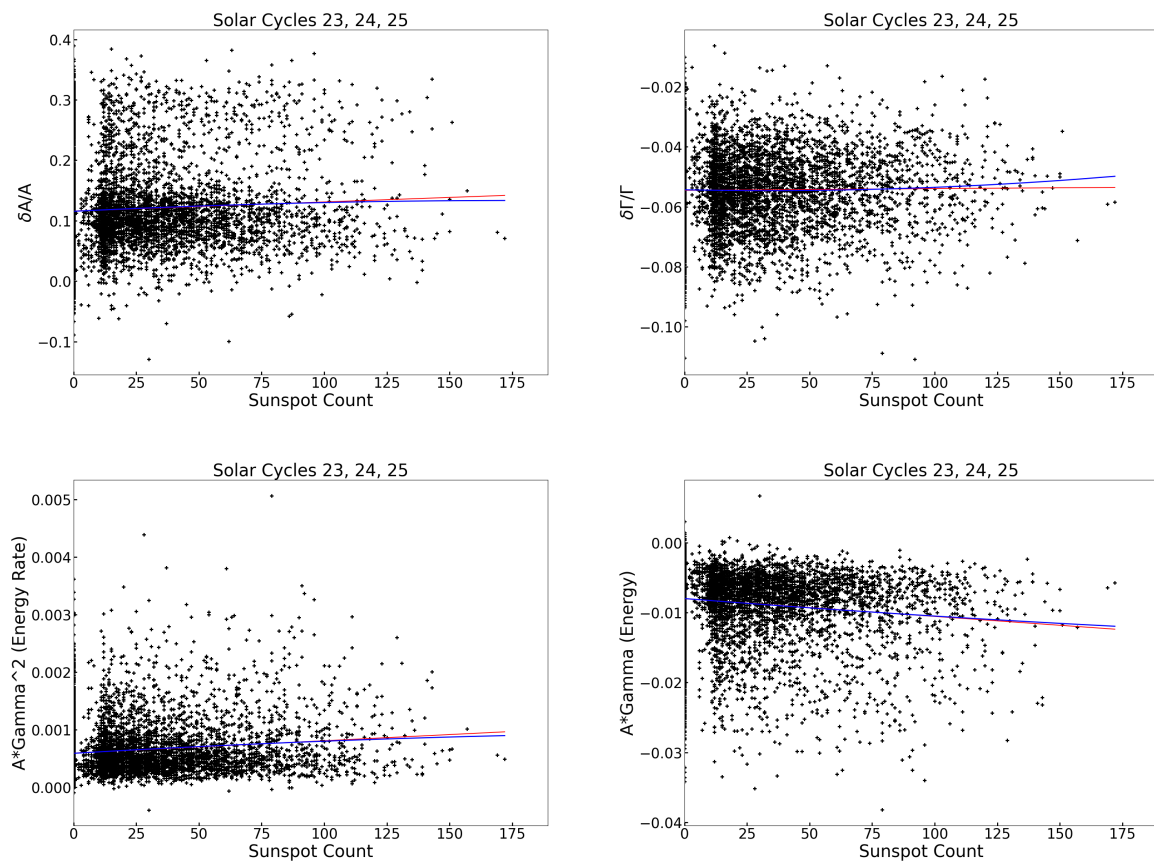 Solar Cycles 23, 24, 25
0.4
0.3
0.2
0.1
0.0
−0.1
δA/A
0 25 50 75 100 125 150 175
Sunspot Count
Solar Cycles 23, 24, 25
−0.02
−0.04
−0.06
−0.08
−0.10
δΓ/Γ
0 25 50 75 100 125 150 175
Sunspot Count
Solar Cycles 23, 24, 25
0.005
0.004
0.003
0.002
0.001
0.000
A*Gamma^2 (Energy Rate)
0 25 50 75 100 125 150 175
Sunspot Count
Solar Cycles 23, 24, 25
0.00
−0.01
−0.02
−0.03
−0.04
A*Gamma (Energy)
0 25 50 75 100 125 150 175
Sunspot Count